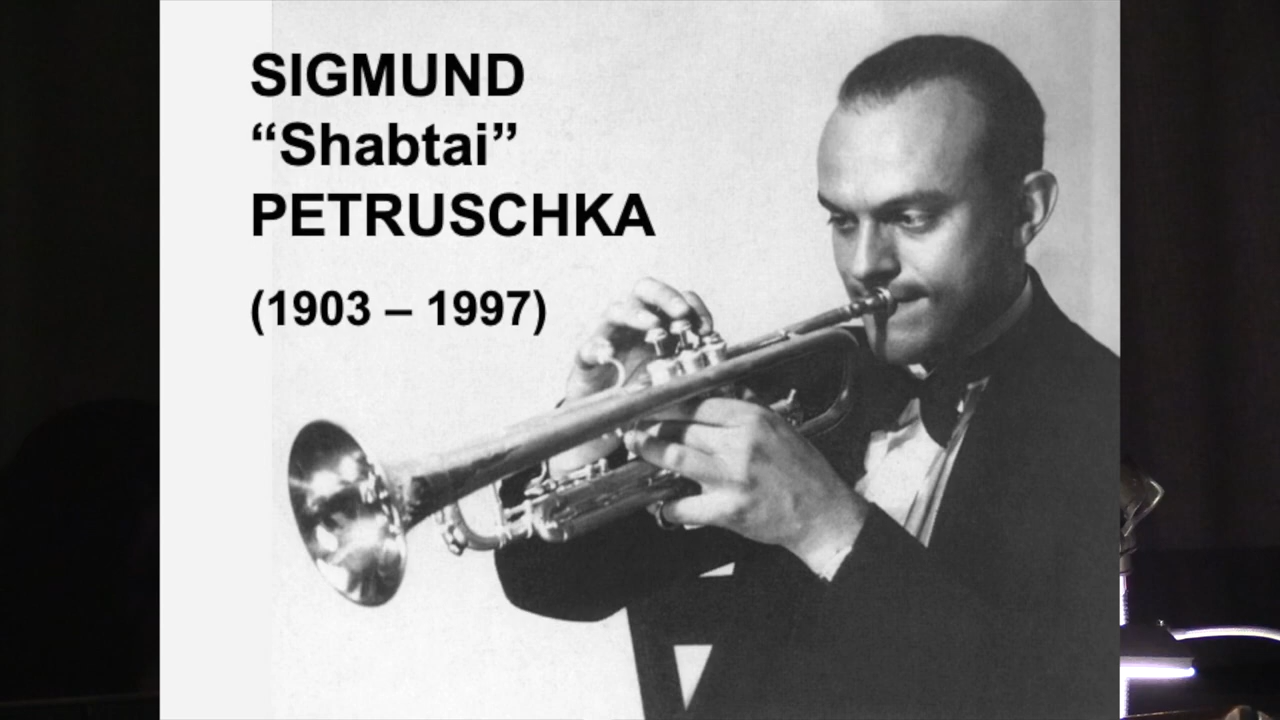 SIGMUND
“Shabtai”
PETRUSCHKA
(1903 – 1997)